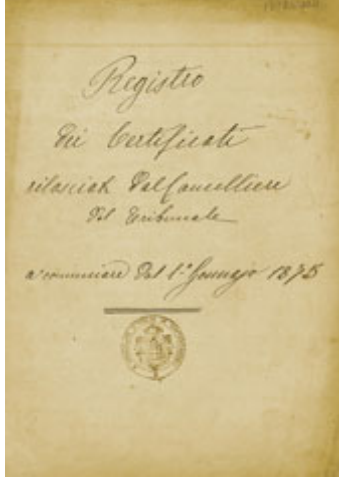 Registro
dei Certificati
rilasciati Dal Cancelliere
Del Tribunale
a cominciare Dal 1° Gennajo 1875